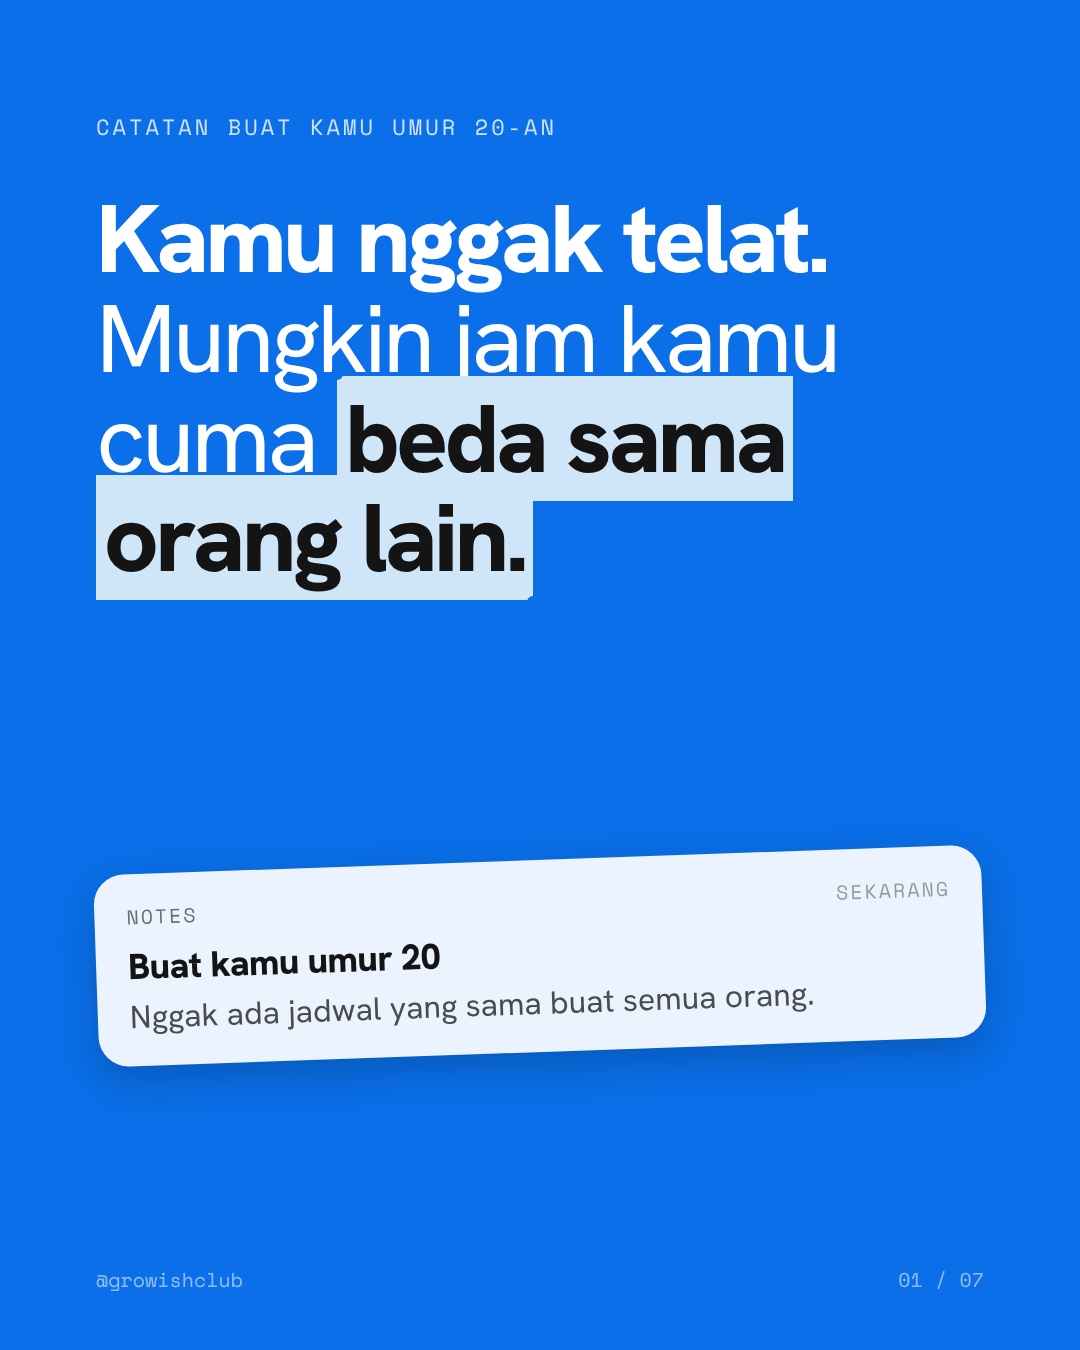 CATATAN BUAT KAMU UMUR 20-AN
Kamu nggak telat.
Mungkin jam kamu
cuma beda sama
orang lain.
NOTES
SEKARANG
Buat kamu umur 20
Nggak ada jadwal yang sama buat semua orang.
@growishclub
01 / 07